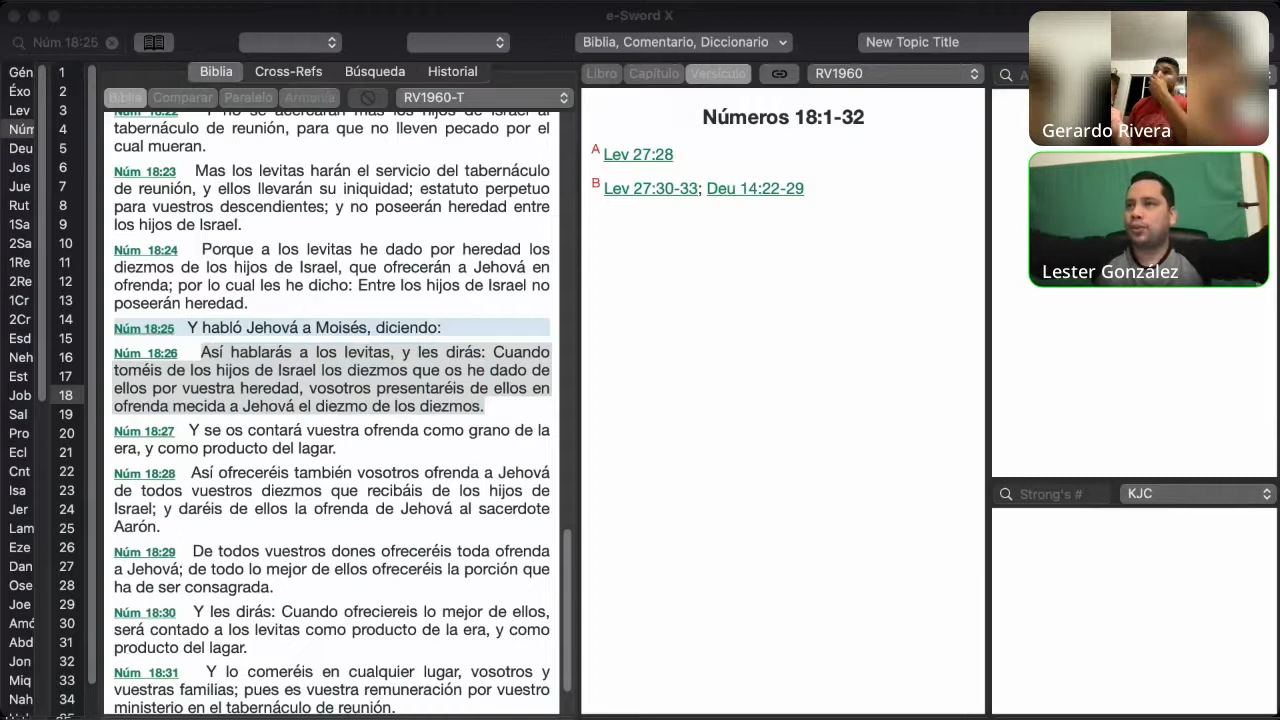 e-Sword X
Núm 18:25
Biblia, Comentario, Diccionario
New Topic Title
Biblia
Cross-Refs
Búsqueda
Historial
Biblia
Comparar
Paralelo
Armonía
RV1960-T
Libro
Capítulo
Versículo
RV1960
Gén
Éxo
Lev
Núm
Deu
Jos
Jue
Rut
1Sa
2Sa
1Re
2Re
1Cr
2Cr
Esd
Neh
Est
Job
Sal
Pro
Ecl
Cnt
Isa
Jer
Lam
Eze
Dan
Ose
Joe
Amó
Abd
Jon
Miq
Nah
1
2
3
4
5
6
7
8
9
10
11
12
13
14
15
16
17
18
19
20
21
22
23
24
25
26
27
28
29
30
31
32
33
34
Núm 18:22 Y no se acercarán más los hijos de Israel al
tabernáculo de reunión, para que no lleven pecado por el
cual mueran.
Núm 18:23 Mas los levitas harán el servicio del tabernáculo
de reunión, y ellos llevarán su iniquidad; estatuto perpetuo
para vuestros descendientes; y no poseerán heredad entre
los hijos de Israel.
Núm 18:24 Porque a los levitas he dado por heredad los
diezmos de los hijos de Israel, que ofrecerán a Jehová en
ofrenda; por lo cual les he dicho: Entre los hijos de Israel no
poseerán heredad.
Núm 18:25 Y habló Jehová a Moisés, diciendo:
Núm 18:26 Así hablarás a los levitas, y les dirás: Cuando
toméis de los hijos de Israel los diezmos que os he dado de
ellos por vuestra heredad, vosotros presentaréis de ellos en
ofrenda mecida a Jehová el diezmo de los diezmos.
Núm 18:27 Y se os contará vuestra ofrenda como grano de la
era, y como producto del lagar.
Núm 18:28 Así ofreceréis también vosotros ofrenda a Jehová
de todos vuestros diezmos que recibáis de los hijos de
Israel; y daréis de ellos la ofrenda de Jehová al sacerdote
Aarón.
Núm 18:29 De todos vuestros dones ofreceréis toda ofrenda
a Jehová; de todo lo mejor de ellos ofreceréis la porción que
ha de ser consagrada.
Núm 18:30 Y les dirás: Cuando ofreciereis lo mejor de ellos,
será contado a los levitas como producto de la era, y como
producto del lagar.
Núm 18:31 Y lo comeréis en cualquier lugar, vosotros y
vuestras familias; pues es vuestra remuneración por vuestro
ministerio en el tabernáculo de reunión.
Números 18:1-32
A Lev 27:28
B Lev 27:30-33; Deu 14:22-29
Gerardo Rivera
Lester González
Strong's #
KJC